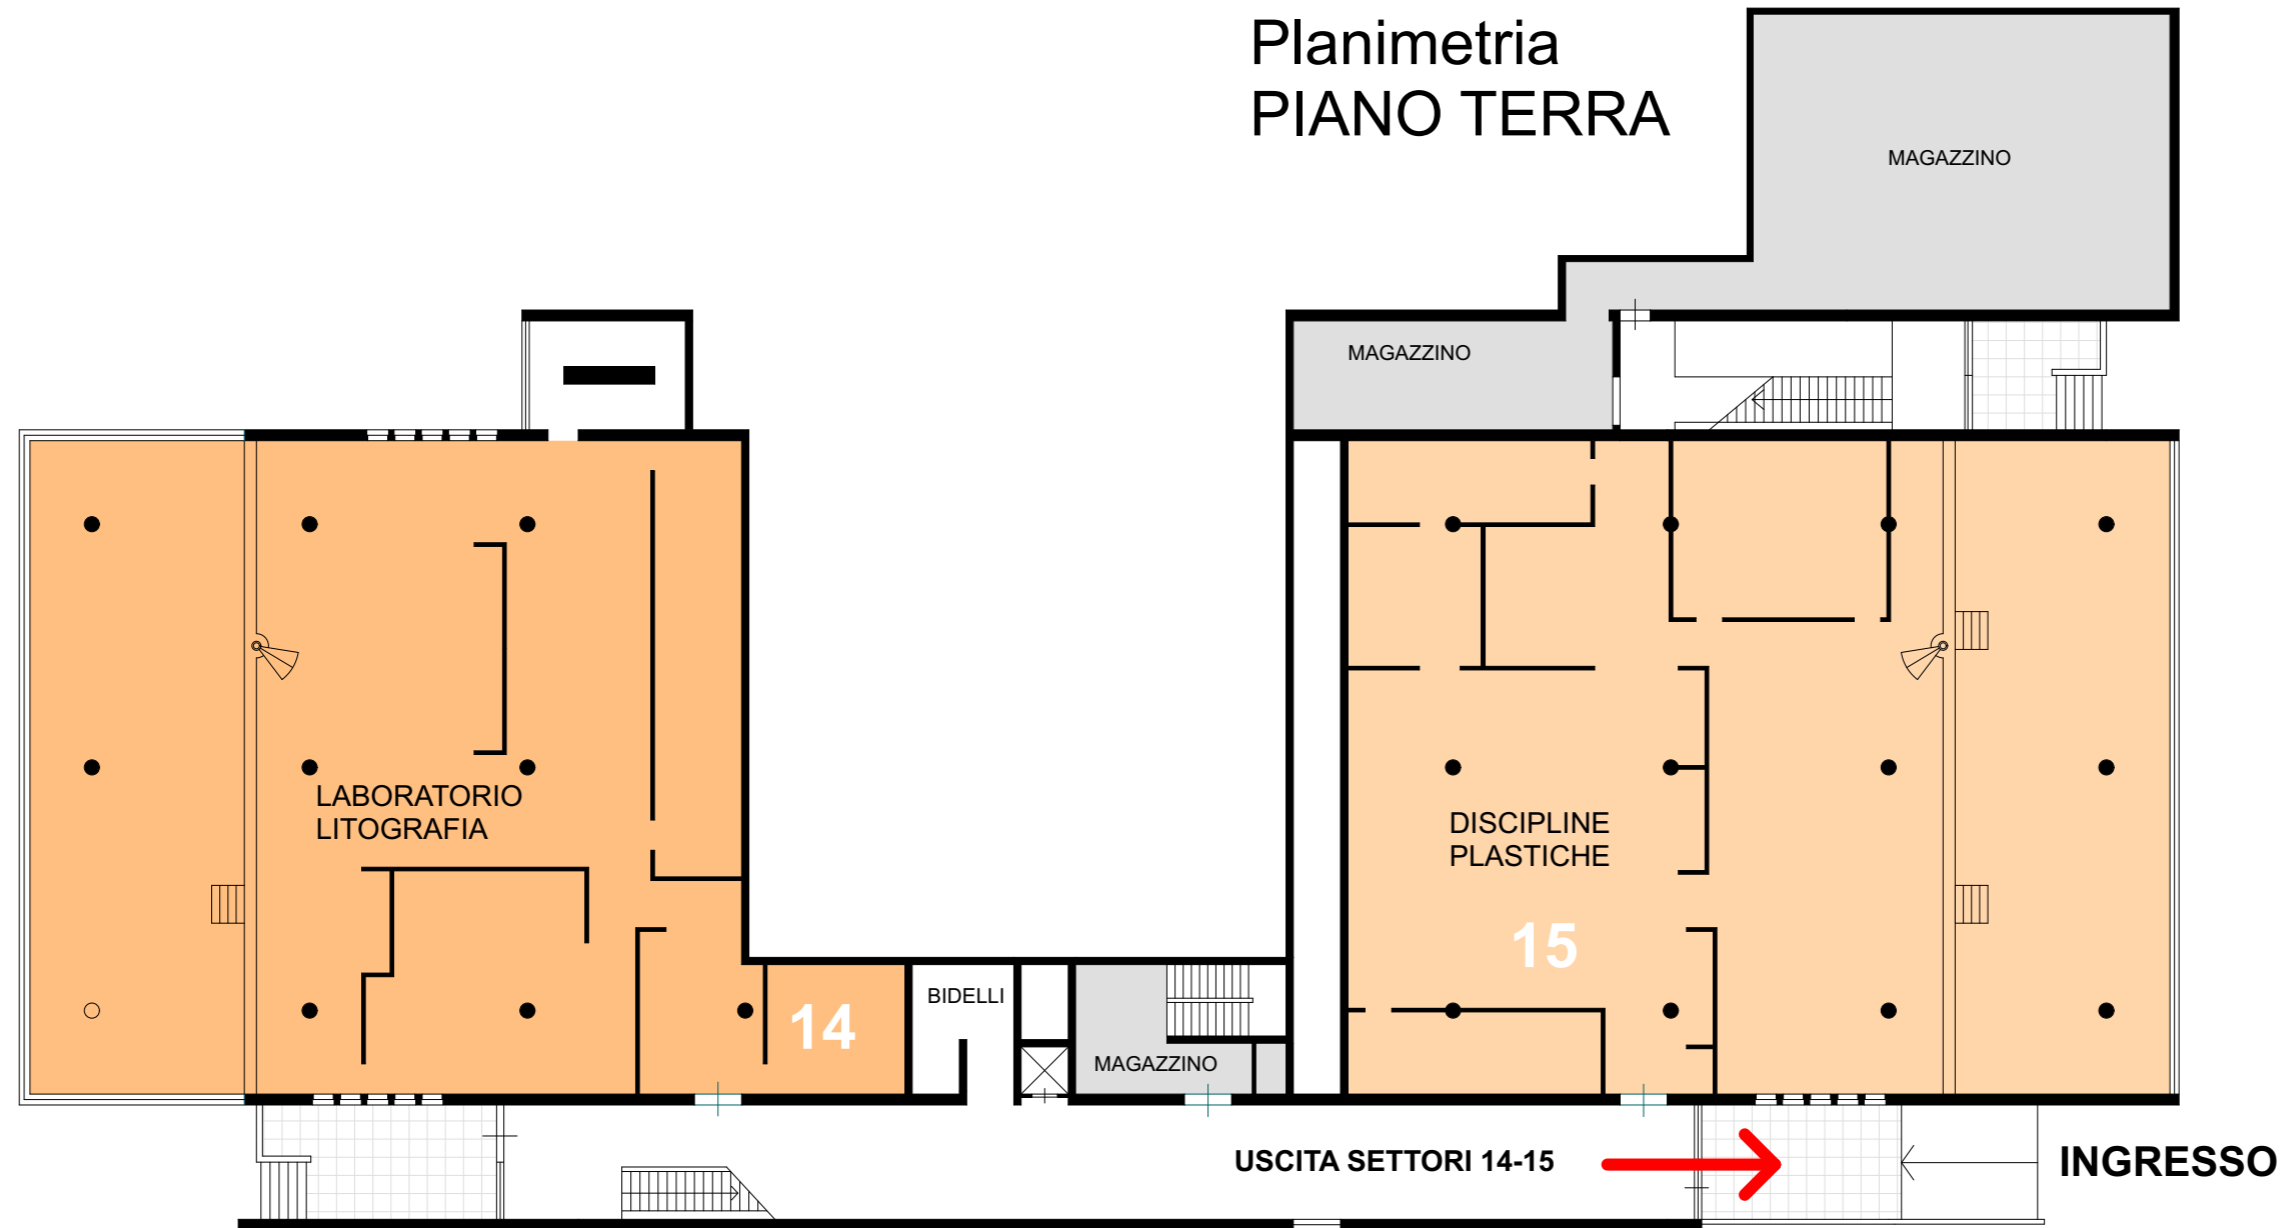 Planimetria
PIANO TERRA
MAGAZZINO
MAGAZZINO
LABORATORIO
LITOGRAFIA
DISCIPLINE
PLASTICHE
15
14
BIDELLI
MAGAZZINO
USCITA SETTORI 14-15
INGRESSO